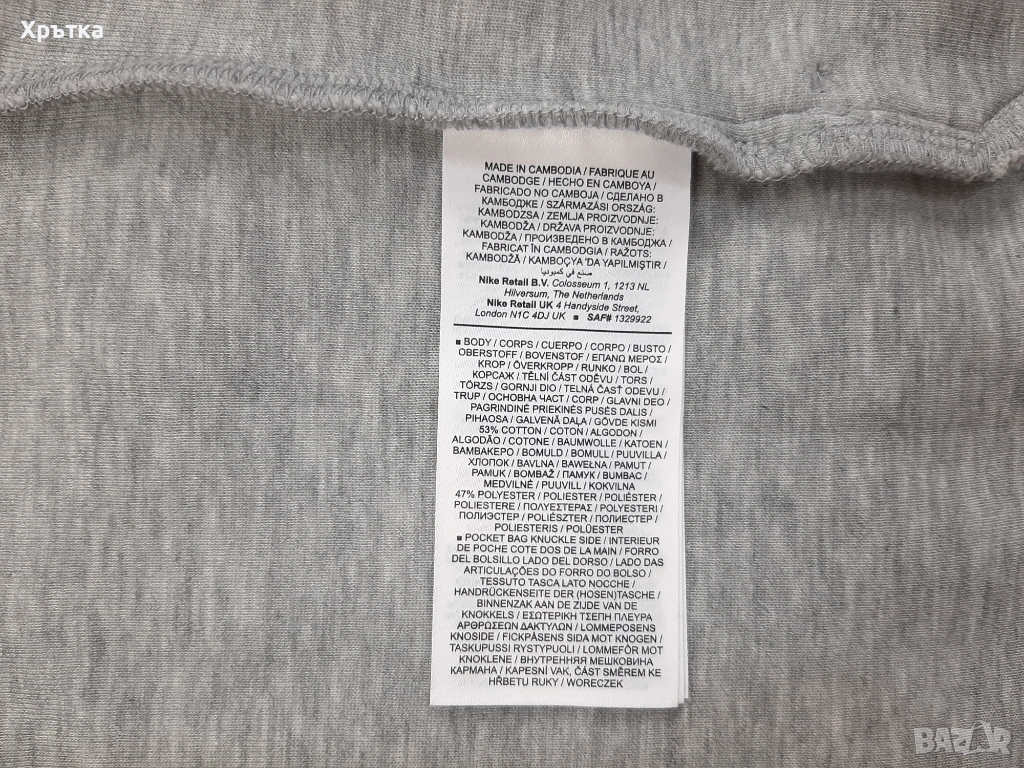 Хрътка
MADE IN CAMBODIA / FABRIQUE AU
CAMBODGE / HECHO EN CAMBOYA /
FABRICADO NO CAMBOJA / СДЕЛАНО В
КАМБОДЖЕ / SZÁRMAZÁSI ORSZÁG:
KAMBODZSA / ZEMLJA PROIZVODNJE:
KAMBODŽA / DRŽAVA PROIZVODNJE:
KAMBODŽA / ПРОИЗВЕДЕНО В КАМБОДЖА /
FABRICAT ÎN CAMBODGIA / RAŽOTS:
KAMBODŽĀ / KAMBOÇYA 'DA YAPILMIŞTIR /
صنع في كمبوديا
Nike Retail B.V. Colosseum 1, 1213 NL
Hilversum, The Netherlands
Nike Retail UK 4 Handyside Street,
London N1C 4DJ UK ■ SAF# 1329922
■ BODY / CORPS / CUERPO / CORPO / BUSTO /
OBERSTOFF / BOVENSTOF / ΕΠΑΝΩ ΜΕΡΟΣ /
KROP / ÖVERKROPP / RUNKO / BOL /
КОРСАЖ / TĚLNÍ ČÁST ODĚVU / TORS /
TÖRZS / GORNJI DIO / TELNÁ ČASŤ ODEVU /
TRUP / ОСНОВНА ЧАСТ / CORP / GLAVNI DEO /
PAGRINDINĖ PRIEKINĖS PUSĖS DALIS /
PIHAOSA / GALVENĀ DAĻA / GÖVDE KISMI
53% COTTON / COTON / ALGODON /
ALGODÃO / COTONE / BAUMWOLLE / KATOEN /
ΒΑΜΒΑΚΕΡΟ / BOMULD / BOMULL / PUUVILLA /
ХЛОПОК / BAVLNA / BAWEŁNA / PAMUT /
PAMUK / BOMBAŽ / ПАМУК / BUMBAC /
MEDVILNĖ / PUUVILL / KOKVILNA
47% POLYESTER / POLIESTER / POLIÉSTER /
POLIESTERE / ΠΟΛΥΕΣΤΕΡΑΣ / POLYESTERI /
ПОЛИЭСТЕР / POLIÉSZTER / ПОЛИЕСТЕР /
POLIESTERIS / POLÜESTER
■ POCKET BAG KNUCKLE SIDE / INTERIEUR
DE POCHE COTE DOS DE LA MAIN / FORRO
DEL BOLSILLO LADO DEL DORSO / LADO DAS
ARTICULAÇÕES DO FORRO DO BOLSO /
TESSUTO TASCA LATO NOCCHE /
HANDRÜCKENSEITE DER (HOSEN)TASCHE /
BINNENZAK AAN DE ZIJDE VAN DE
KNOKKELS / ΕΣΩΤΕΡΙΚΗ ΤΣΕΠΗ ΠΛΕΥΡΑ
ΑΡΘΡΩΣΕΩΝ ΔΑΚΤΥΛΩΝ / LOMMEPOSENS
KNOSIDE / FICKPÅSENS SIDA MOT KNOGEN /
TASKUPUSSI RYSTYPUOLI / LOMMEFÔR MOT
KNOKLENE / ВНУТРЕННЯЯ МЕШКОВИНА
КАРМАНА / KAPESNÍ VAK, ČÁST SMĚREM KE
HŘBETU RUKY / WORECZEK
BAZAR